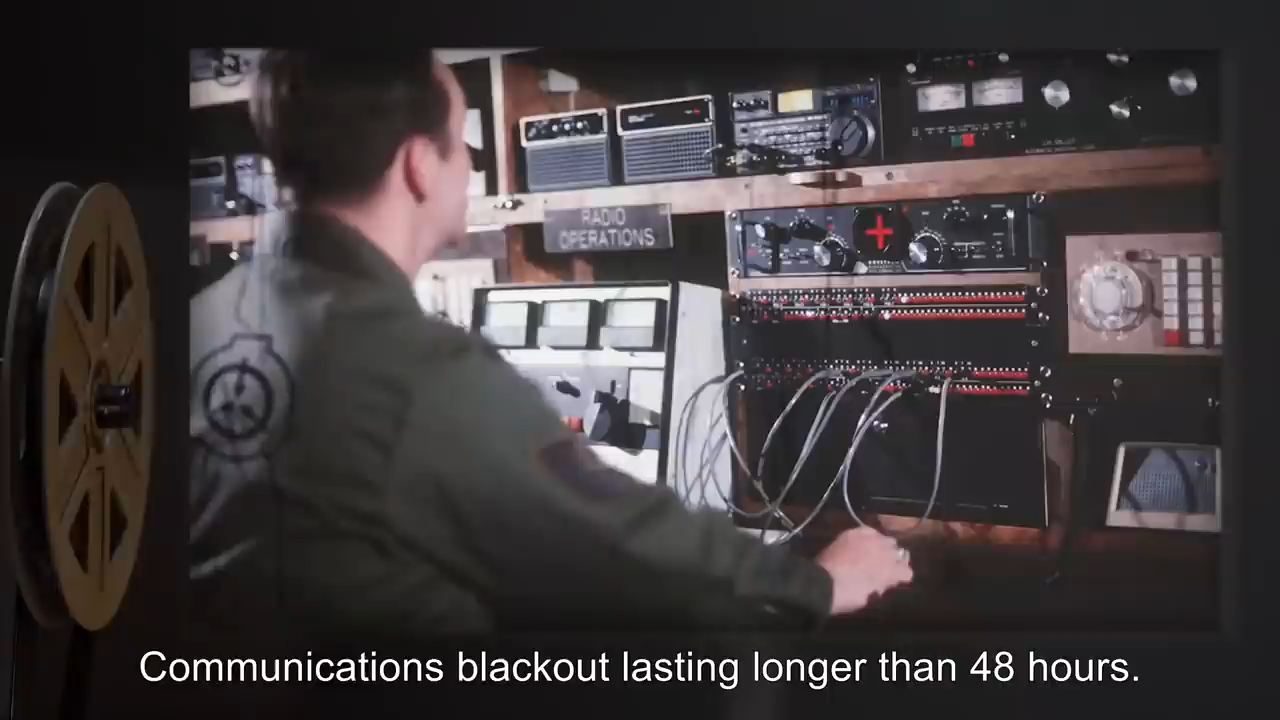 RADIO
OPERATIONS
Communications blackout lasting longer than 48 hours.